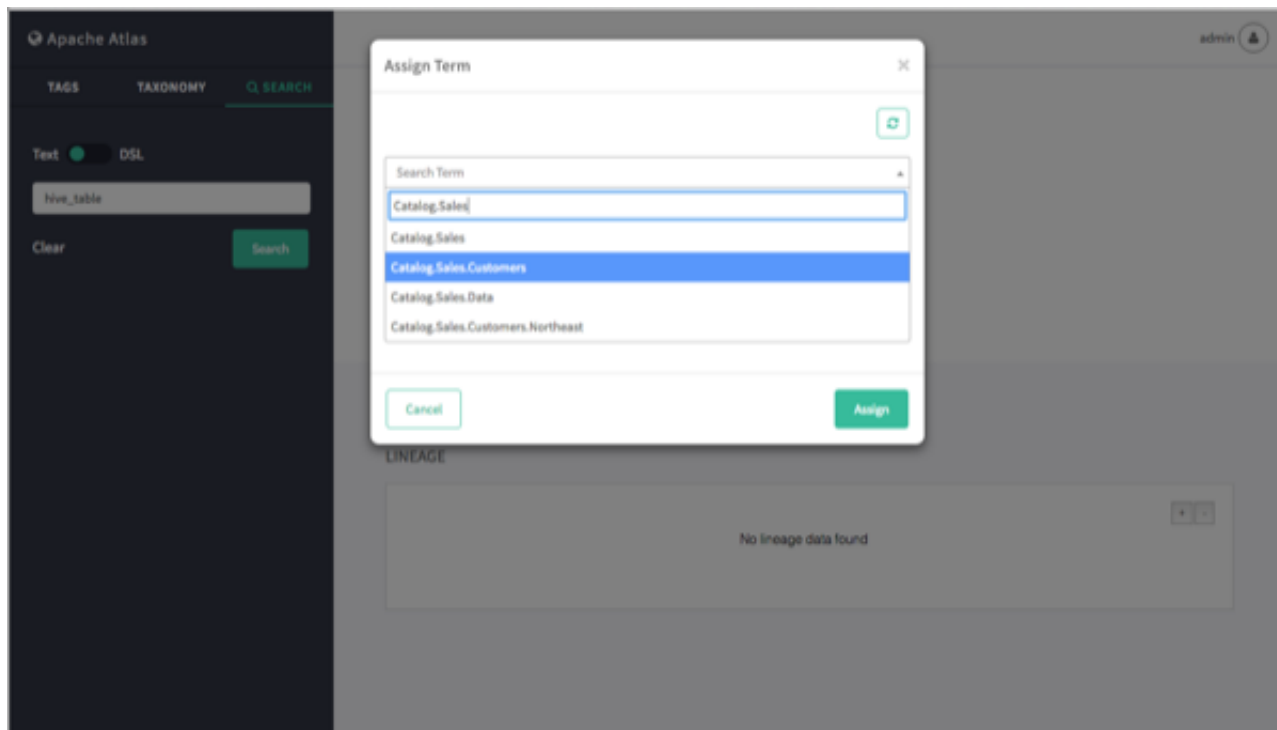 Apache Atlas
admin
TAGS TAXONOMY SEARCH
Text DSL
hive_table
Clear Search
Assign Term
×
Search Term
Catalog.Sales
Catalog.Sales
Catalog.Sales.Customers
Catalog.Sales.Data
Catalog.Sales.Customers.Northeast
Cancel Assign
LINEAGE
+ -
No lineage data found